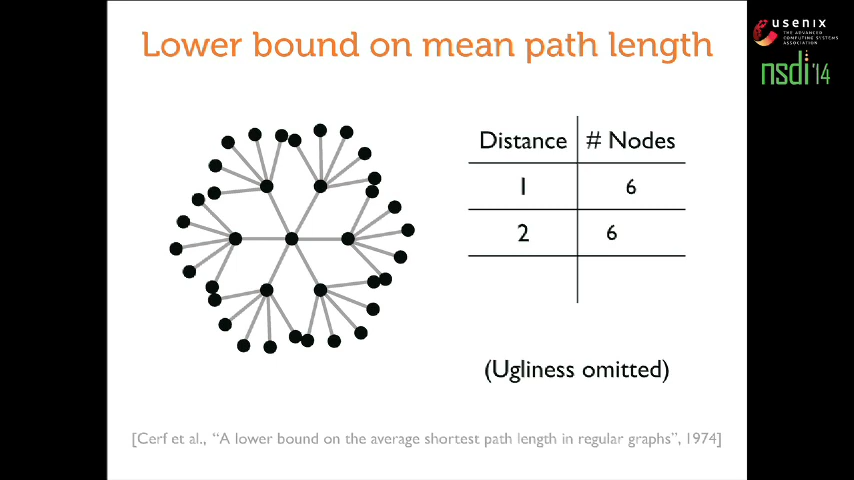 Lower bound on mean path length
usenix
THE ADVANCED
COMPUTING SYSTEMS
ASSOCIATION
nsdi '14
Distance # Nodes
1 6
2 6
(Ugliness omitted)
[Cerf et al., “A lower bound on the average shortest path length in regular graphs”, 1974]